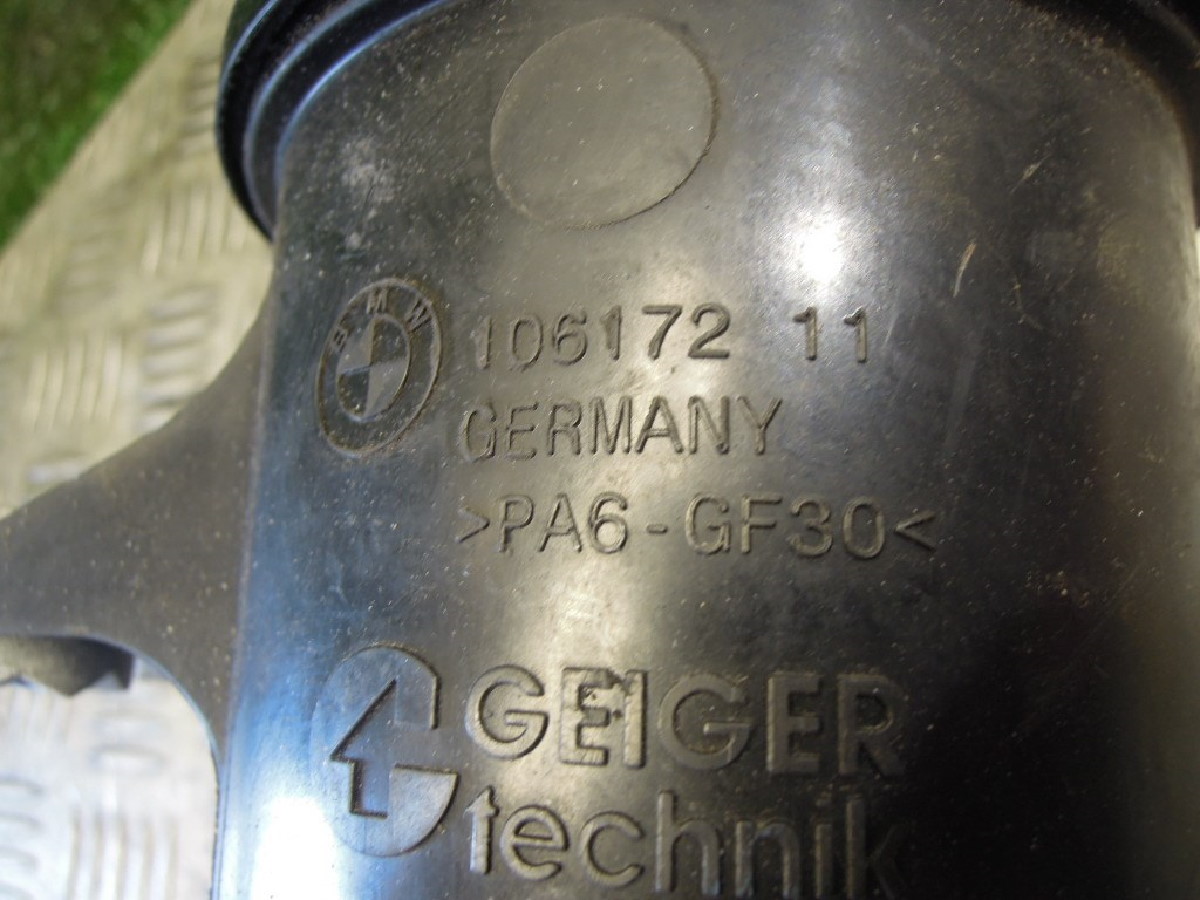 BMW
106172 11
GERMANY
>PA6-GF30<
GEIGER
technik